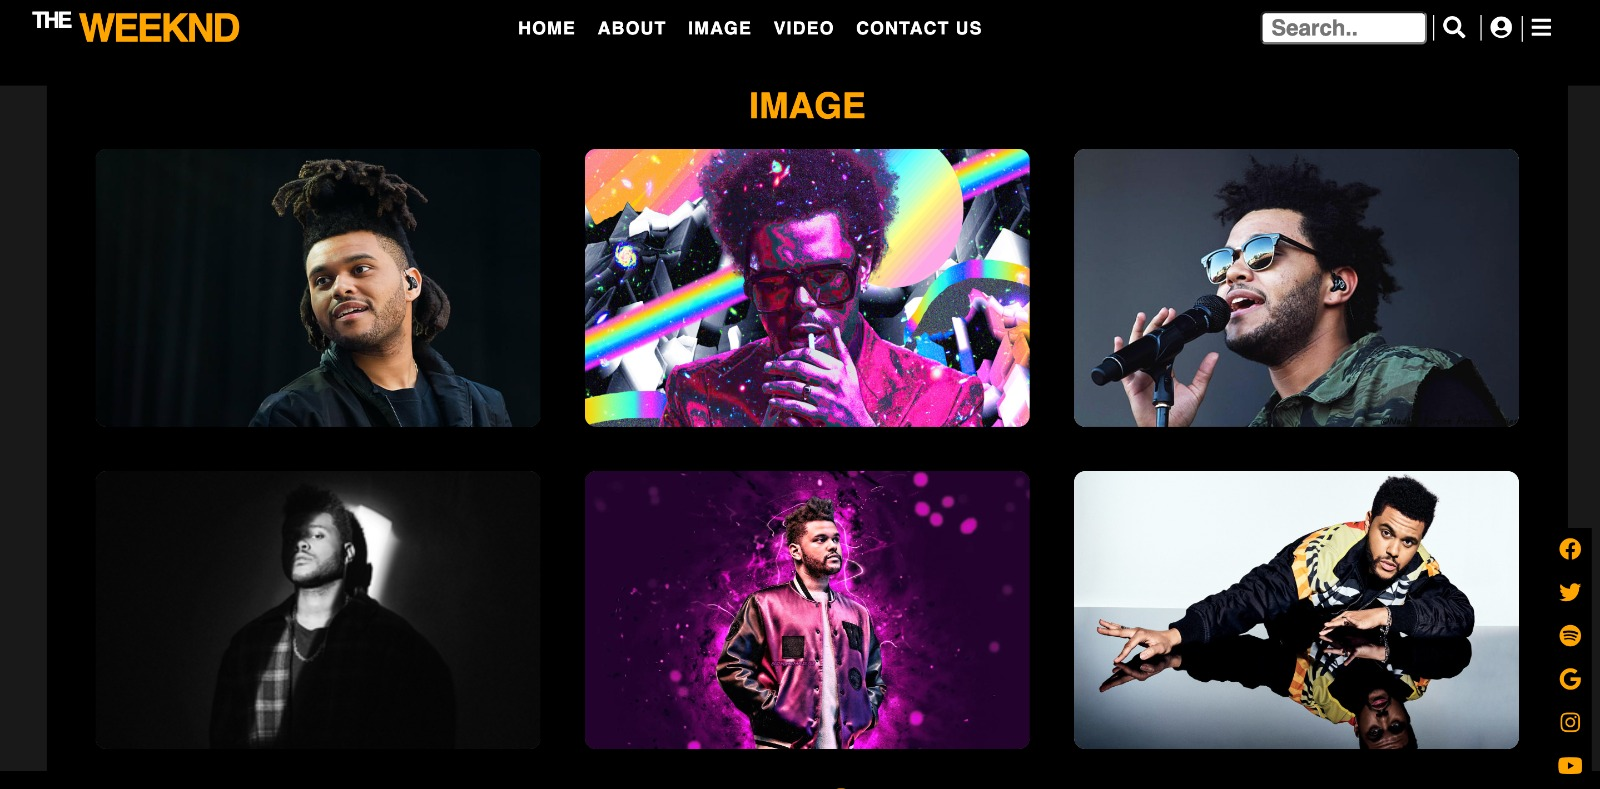 THE WEEKND
HOME ABOUT IMAGE VIDEO CONTACT US
Search..
IMAGE